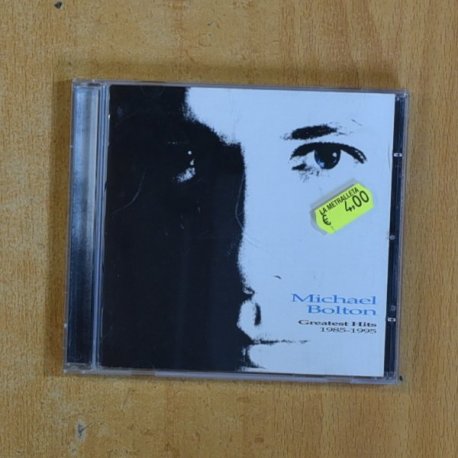 LA METRALLETA
€ 4,00
Michael
Bolton
Greatest Hits
1985-1995